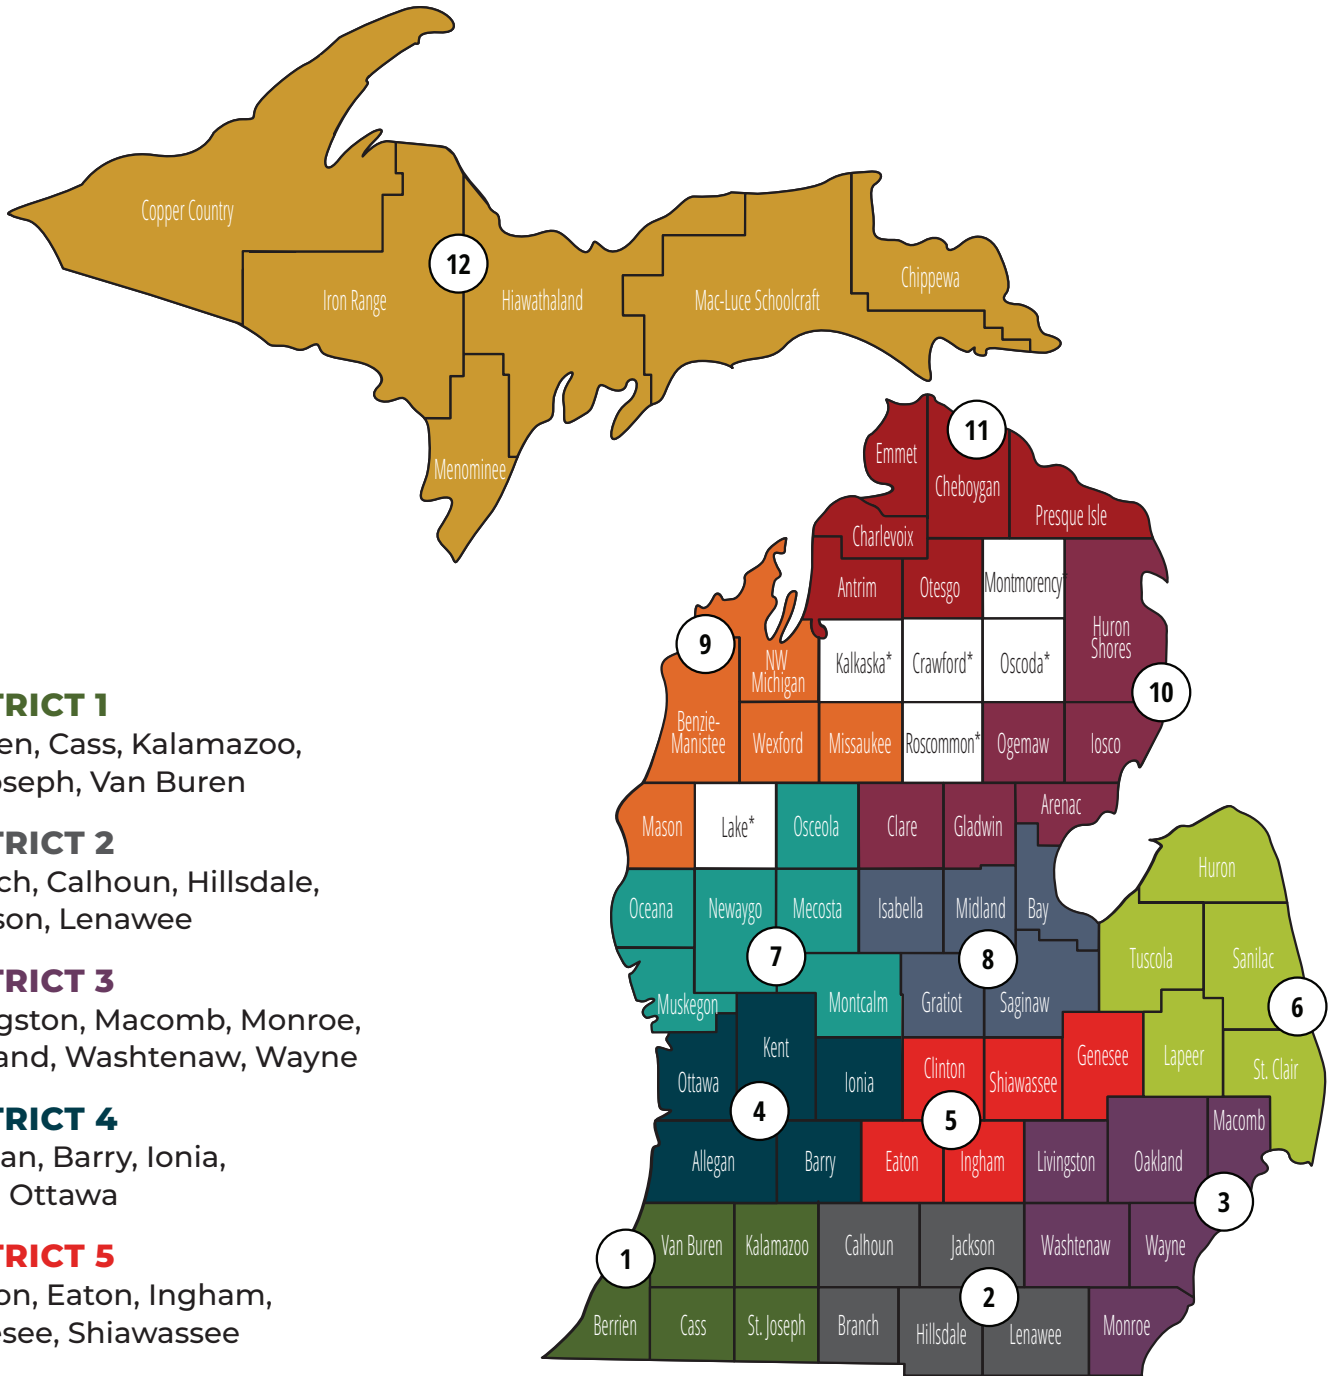 Copper Country
12
Iron Range
Hiawathaland
Mac-Luce Schoolcraft
Chippewa
Menominee
11
Emmet
Cheboygan
Presque Isle
Charlevoix
Antrim
Otesgo
Montmorency*
Huron
Shores
9
NW
Michigan
Kalkaska*
Crawford*
Oscoda*
10
Benzie-
Manistee
Wexford
Missaukee
Roscommon*
Ogemaw
Iosco
Mason
Lake*
Osceola
Clare
Gladwin
Arenac
Huron
Oceana
Newaygo
Mecosta
Isabella
Midland
Bay
7
8
Tuscola
Sanilac
6
Muskegon
Montcalm
Gratiot
Saginaw
Kent
Genesee
Lapeer
St. Clair
Ottawa
Ionia
Clinton
Shiawassee
4
5
Macomb
Allegan
Barry
Eaton
Ingham
Livingston
Oakland
3
1
Van Buren
Kalamazoo
Calhoun
Jackson
Washtenaw
Wayne
2
Berrien
Cass
St. Joseph
Branch
Hillsdale
Lenawee
Monroe
TRICT 1
en, Cass, Kalamazoo,
oseph, Van Buren
TRICT 2
ch, Calhoun, Hillsdale,
son, Lenawee
TRICT 3
gston, Macomb, Monroe,
and, Washtenaw, Wayne
TRICT 4
an, Barry, Ionia,
Ottawa
TRICT 5
on, Eaton, Ingham,
esee, Shiawassee